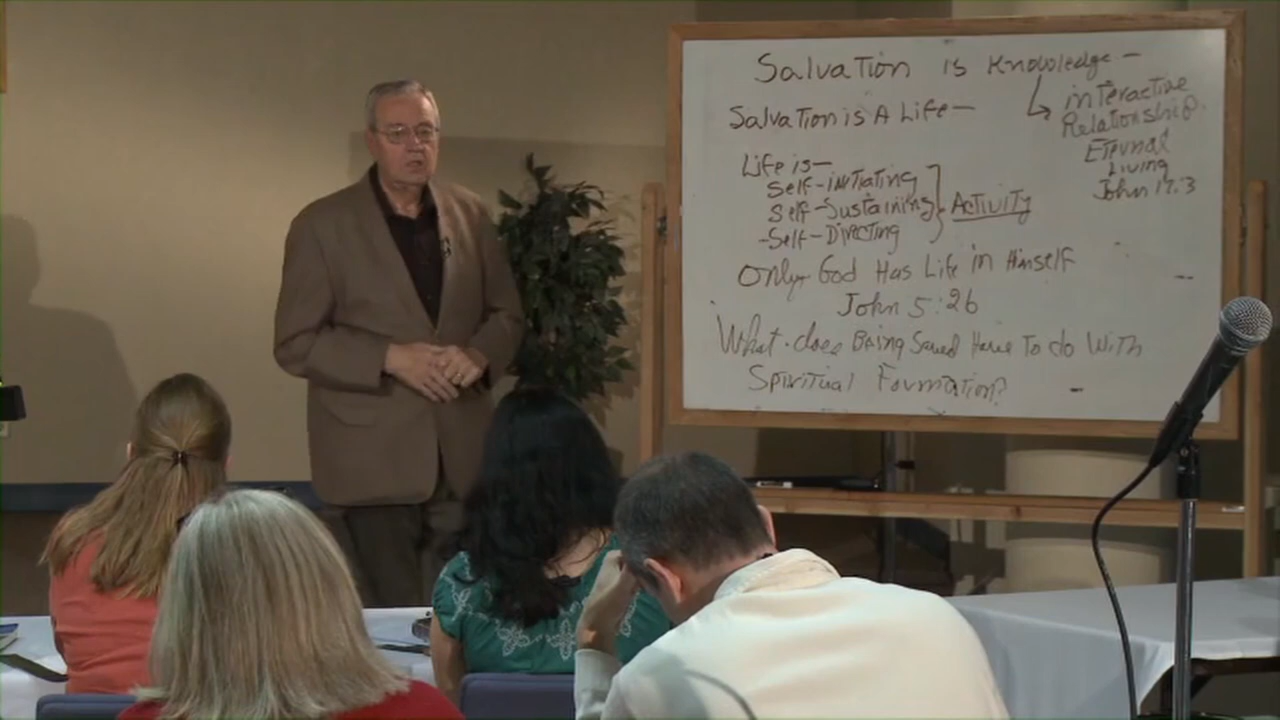 Salvation is Knowledge —
interactive
Relationship.
Eternal
Living
John 17:3
Salvation is A Life —
Life is —
Self-initiating
Self-Sustaining
-Self-Directing
Activity
Only God Has Life in Himself
John 5:26
What does Being Saved Have To do With
Spiritual Formation?